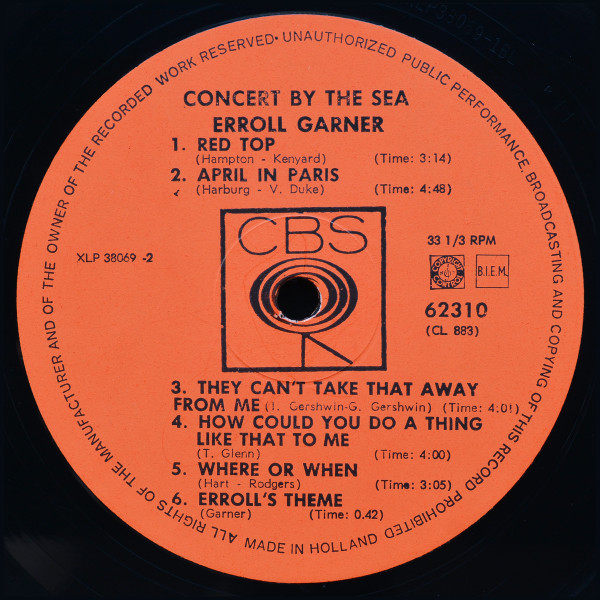 ALL RIGHTS OF THE MANUFACTURER AND OF THE OWNER OF THE RECORDED WORK RESERVED • UNAUTHORIZED PUBLIC PERFORMANCE, BROADCASTING AND COPYING OF THIS RECORD PROHIBITED
CONCERT BY THE SEA
ERROLL GARNER
1. RED TOP
(Hampton - Kenyard) (Time: 3:14)
2. APRIL IN PARIS
(Harburg - V. Duke) (Time: 4:48)
CBS
33 1/3 RPM
XLP 38069 -2
COPYRIGHT CONTROL
B.I.E.M.
62310
(CL 883)
3. THEY CAN'T TAKE THAT AWAY
FROM ME (I. Gershwin-G. Gershwin) (Time: 4:01)
4. HOW COULD YOU DO A THING
LIKE THAT TO ME
(T. Glenn) (Time: 4:00)
5. WHERE OR WHEN
(Hart - Rodgers) (Time: 3:05)
6. ERROLL'S THEME
(Garner) (Time: 0.42)
MADE IN HOLLAND